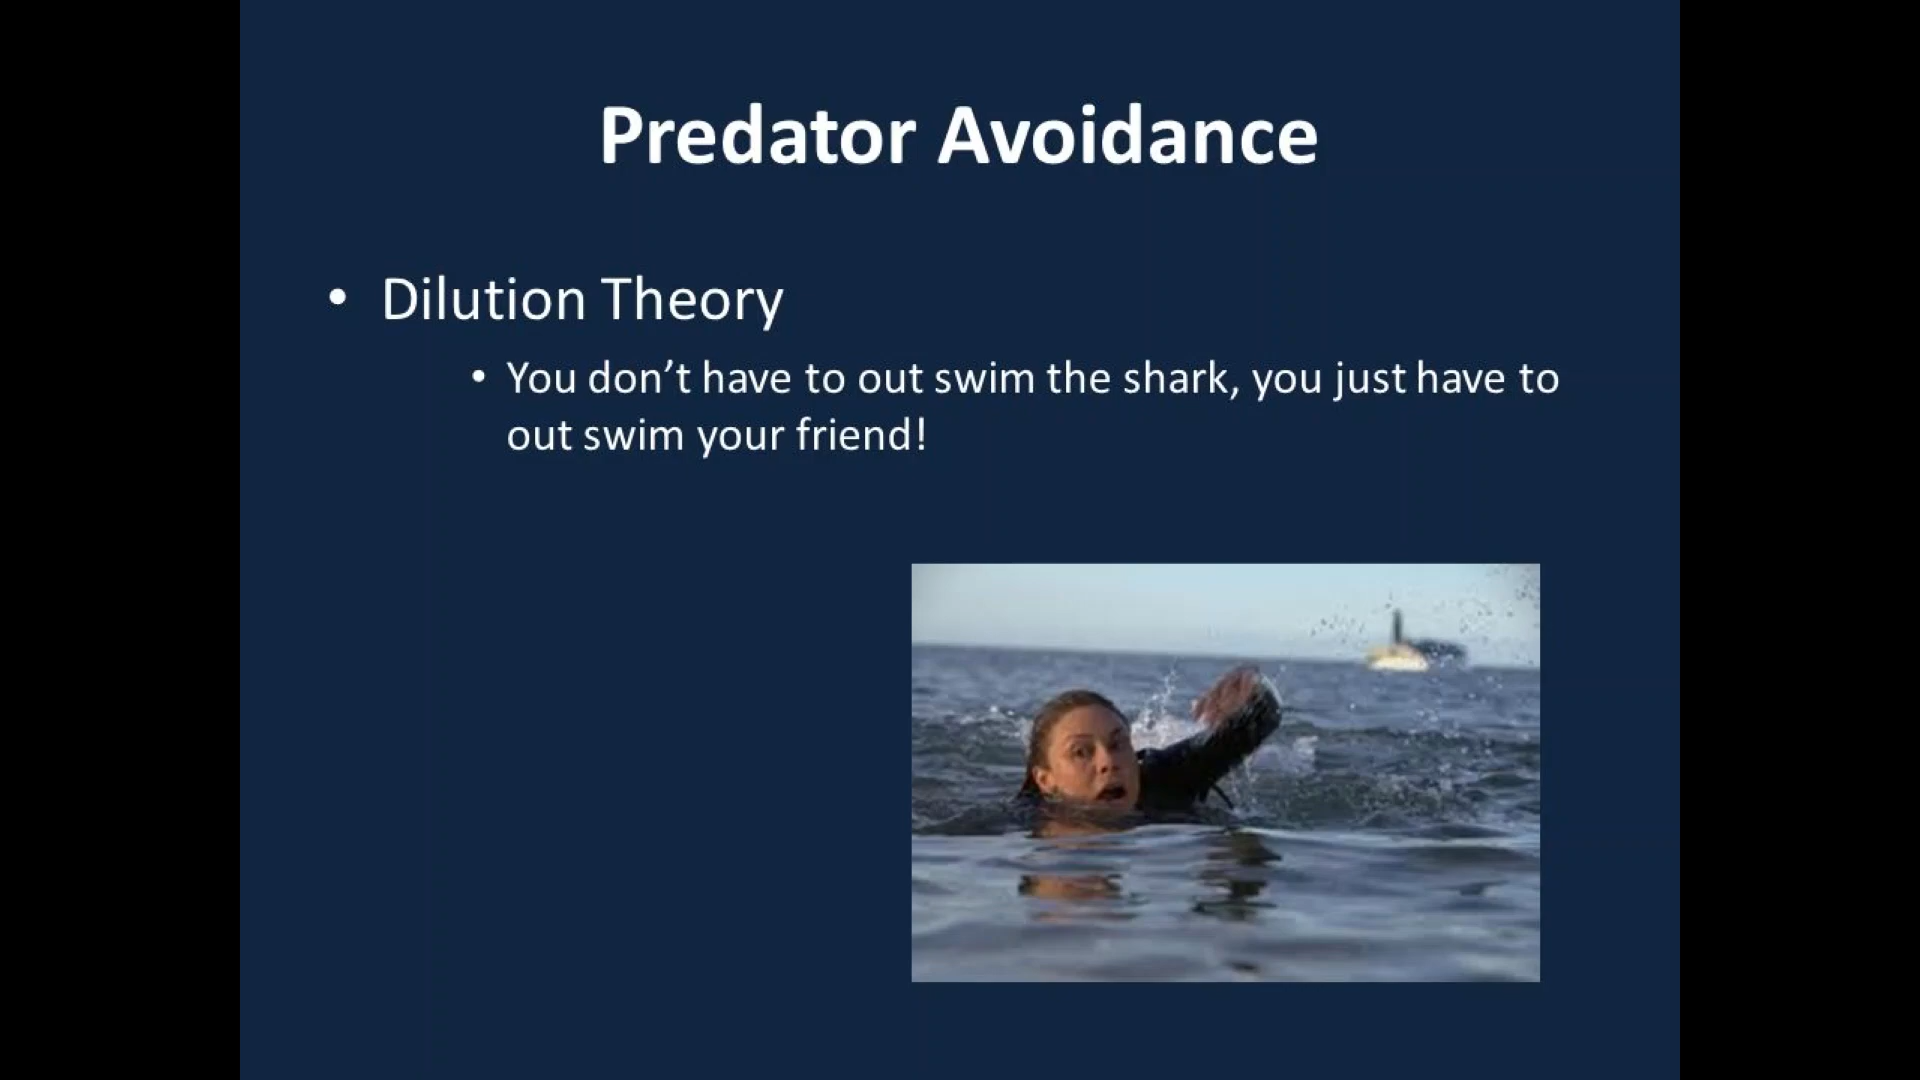 Predator Avoidance
• Dilution Theory
• You don’t have to out swim the shark, you just have to
out swim your friend!